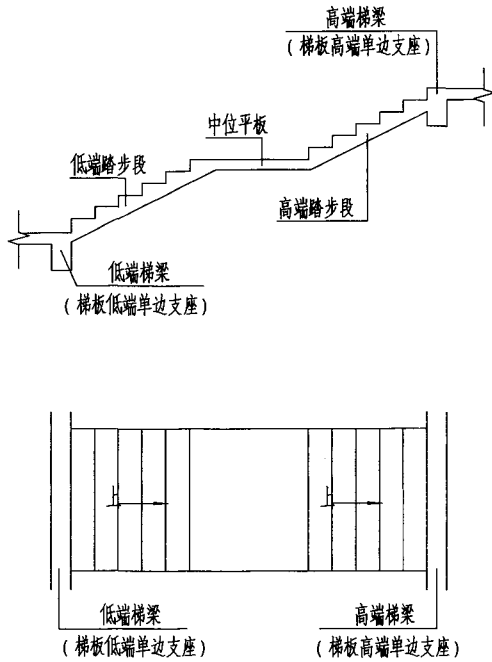 高端梯梁
(梯板高端单边支座)
中位平板
低端踏步段
高端踏步段
低端梯梁
(梯板低端单边支座)
上
上
低端梯梁
(梯板低端单边支座)
高端梯梁
(梯板高端单边支座)